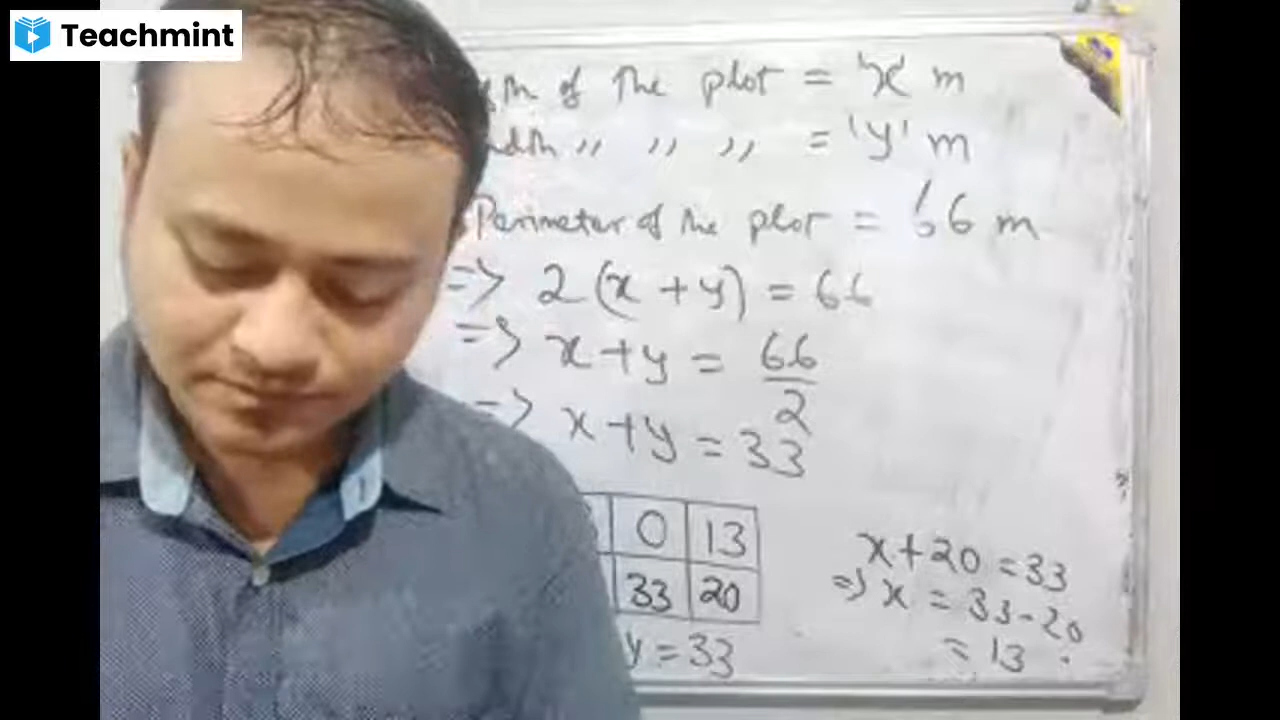 Teachmint
of the plot = 'x' m
,, ,, ,, = 'y' m
Perimeter of the plot = 66 m
=> 2(x+y) = 66
=> x+y = 66/2
=> x+y = 33
0 13
33 20
y = 33
x+20 = 33
=> x = 33-20
= 13